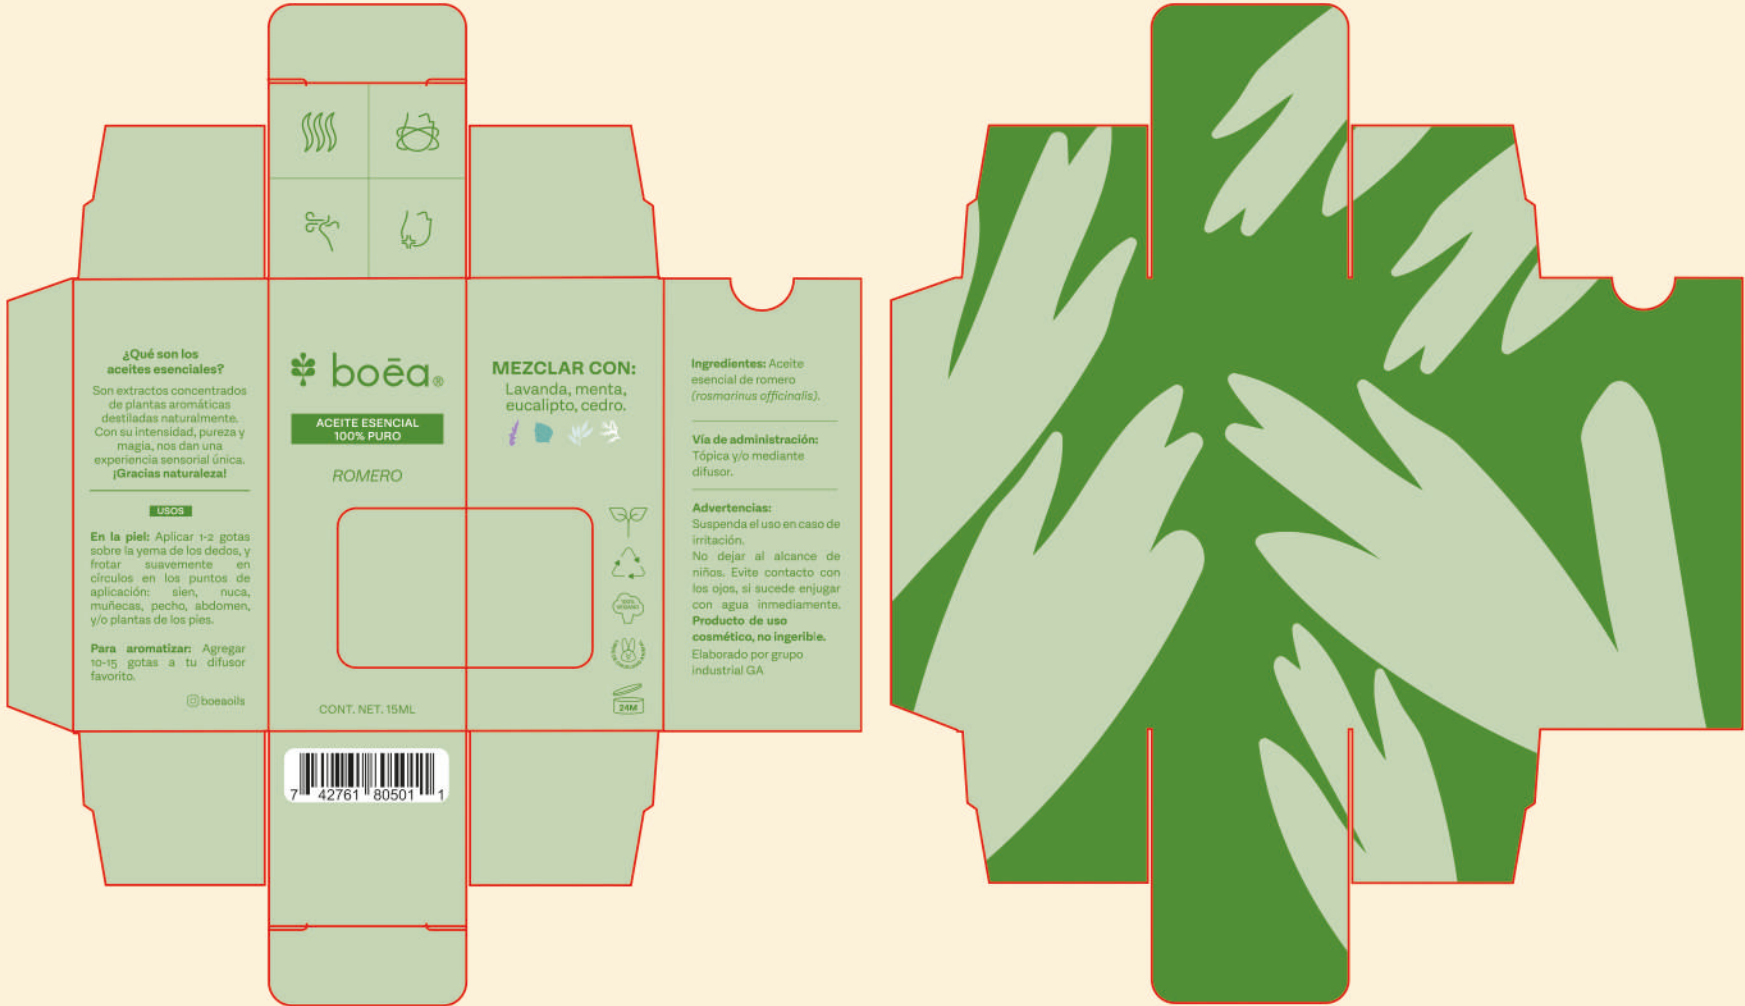 ¿Qué son los
aceites esenciales?
Son extractos concentrados
de plantas aromáticas
destiladas naturalmente.
Con su intensidad, pureza y
magia, nos dan una
experiencia sensorial única.
¡Gracias naturaleza!
USOS
En la piel: Aplicar 1-2 gotas
sobre la yema de los dedos, y
frotar suavemente en
círculos en los puntos de
aplicación: sien, nuca,
muñecas, pecho, abdomen,
y/o plantas de los pies.
Para aromatizar: Agregar
10-15 gotas a tu difusor
favorito.
boeaoils
boēa®
ACEITE ESENCIAL
100% PURO
ROMERO
CONT. NET. 15ML
7 42761 80501 1
MEZCLAR CON:
Lavanda, menta,
eucalipto, cedro.
100%
VEGANO
24M
Ingredientes: Aceite
esencial de romero
(rosmarinus officinalis).
Vía de administración:
Tópica y/o mediante
difusor.
Advertencias:
Suspenda el uso en caso de
irritación.
No dejar al alcance de
niños. Evite contacto con
los ojos, si sucede enjugar
con agua inmediamente.
Producto de uso
cosmético, no ingerible.
Elaborado por grupo
industrial GA